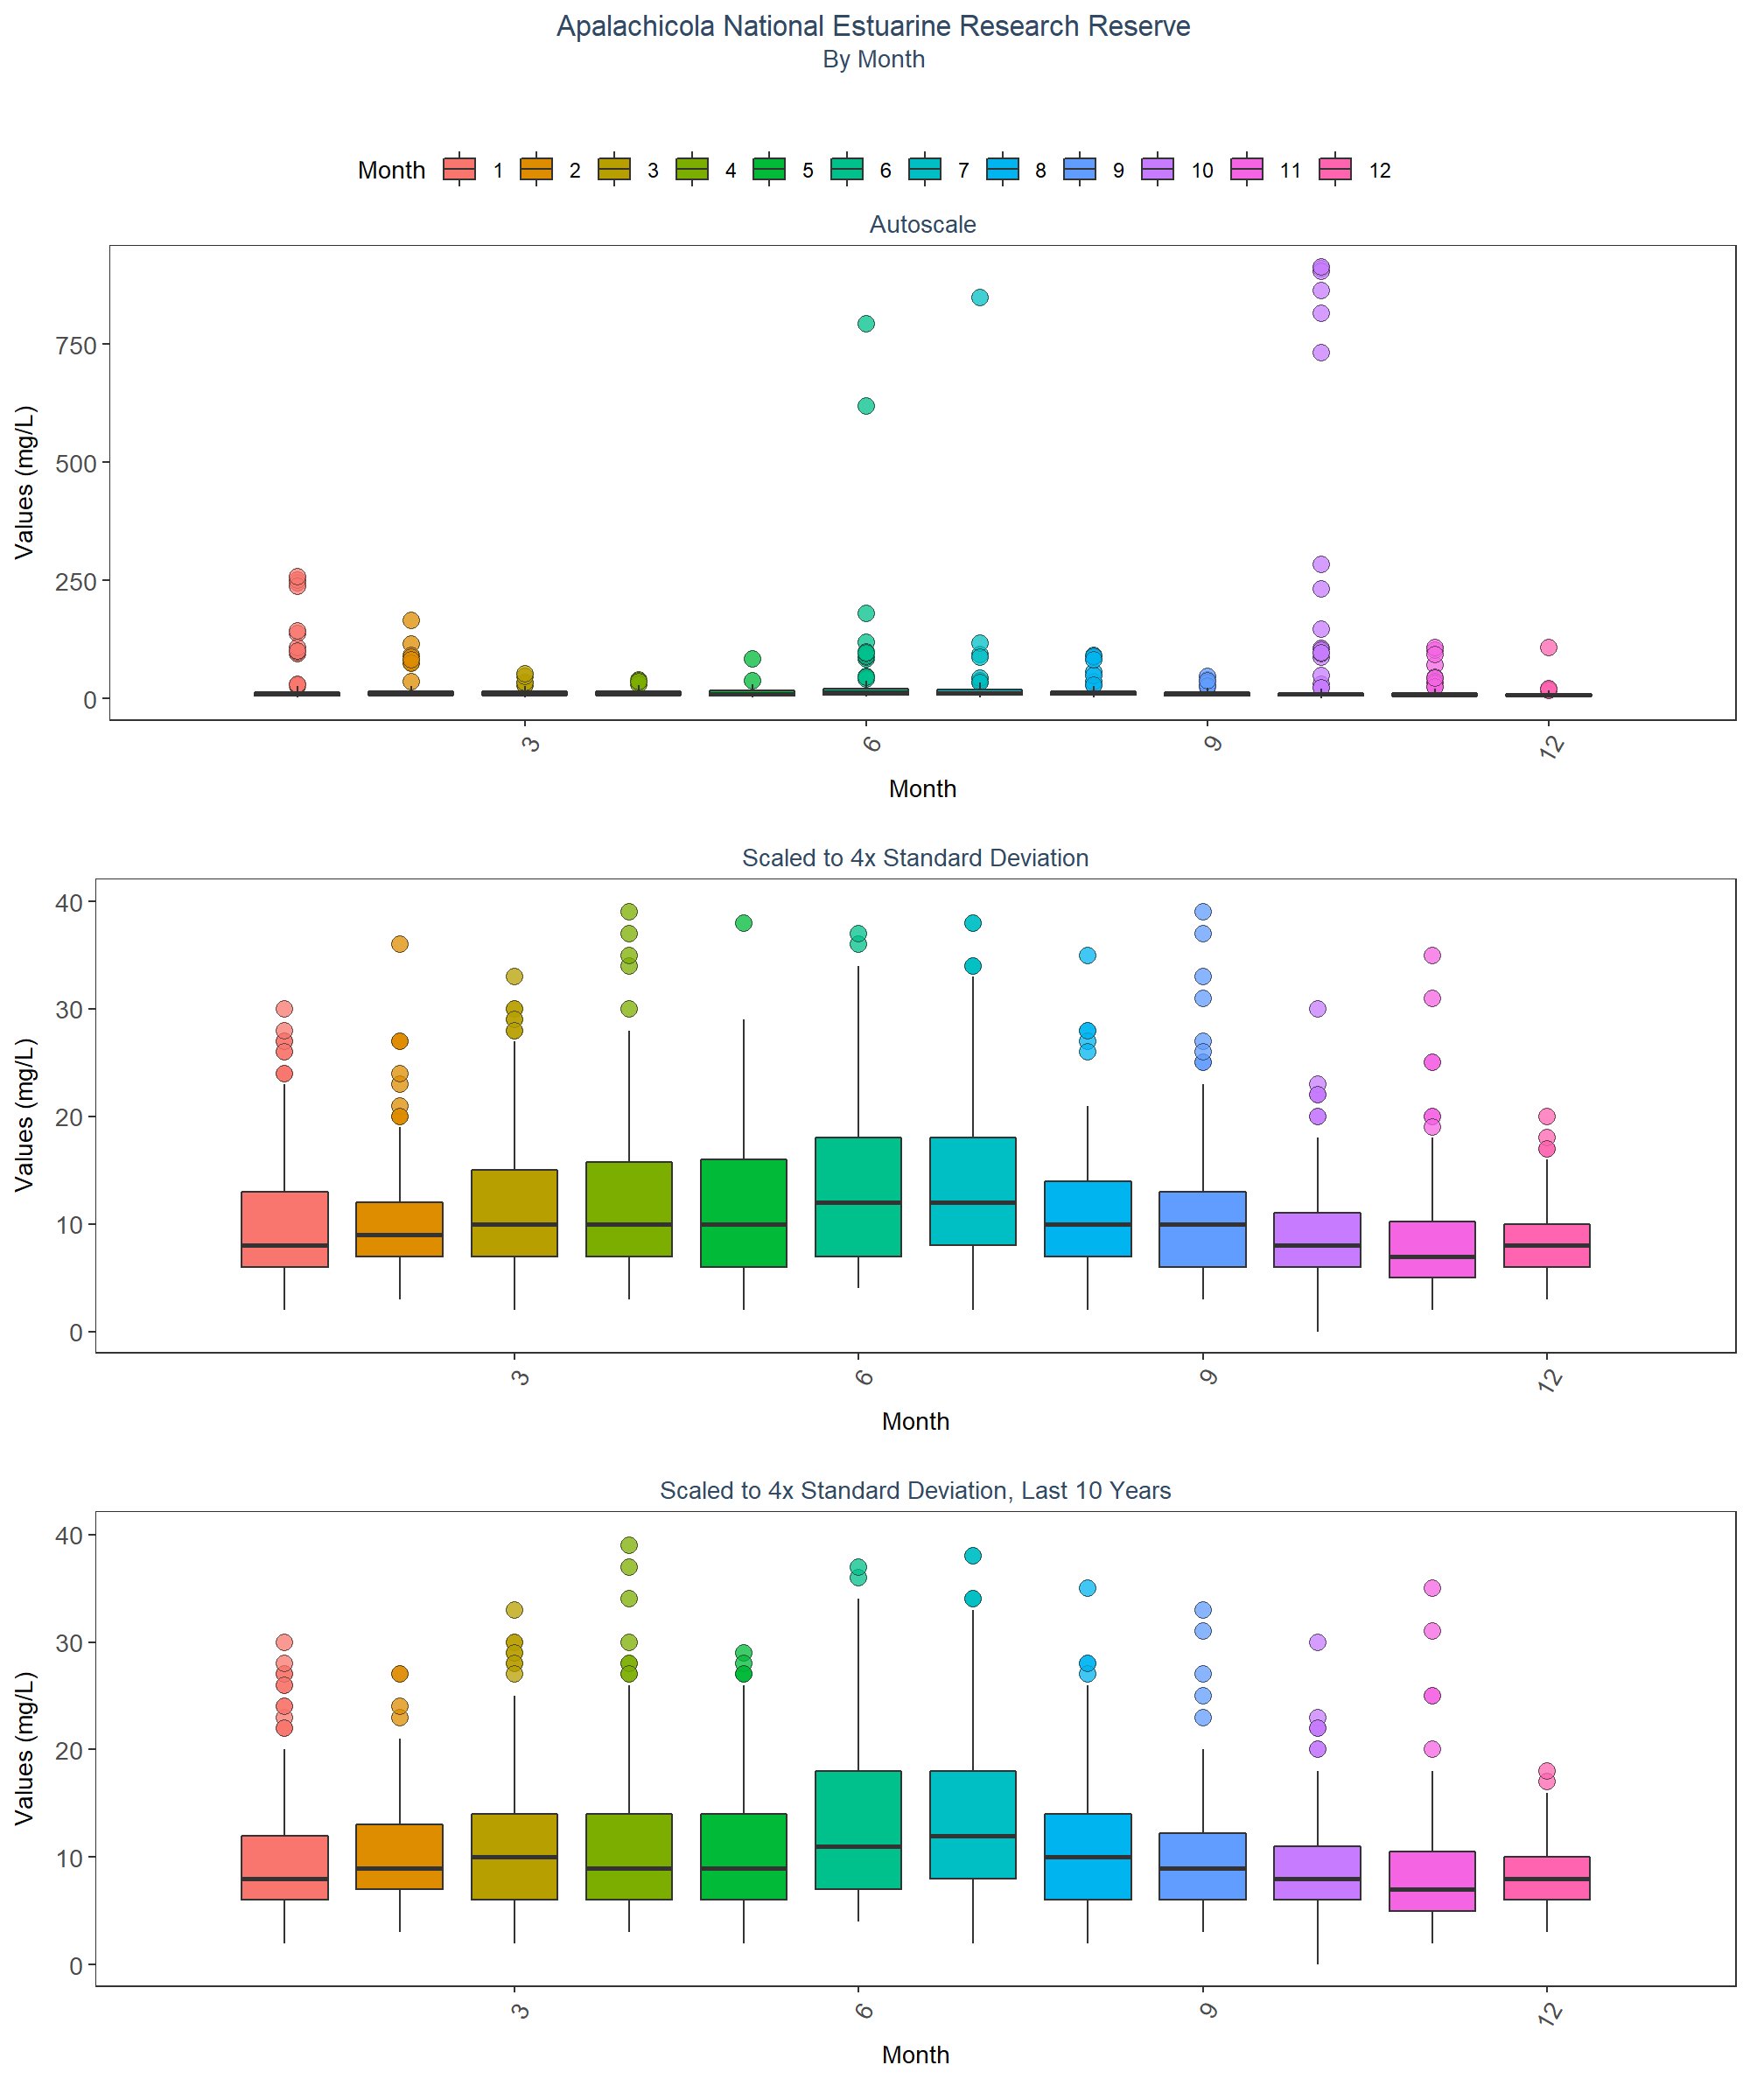 Apalachicola National Estuarine Research Reserve
By Month
Month 1 2 3 4 5 6 7 8 9 10 11 12
Autoscale
Values (mg/L)
750
500
250
0
3 6 9 12
Month
Scaled to 4x Standard Deviation
Values (mg/L)
40
30
20
10
0
3 6 9 12
Month
Scaled to 4x Standard Deviation, Last 10 Years
Values (mg/L)
40
30
20
10
0
3 6 9 12
Month